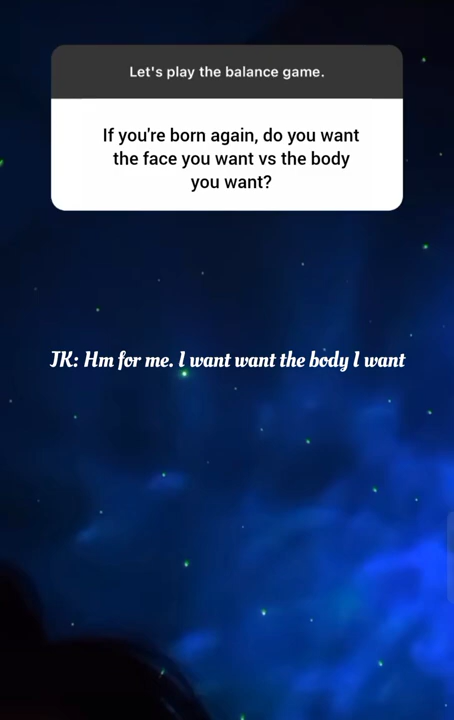 Let's play the balance game.
If you're born again, do you want
the face you want vs the body
you want?
JK: Hm for me. I want want the body I want